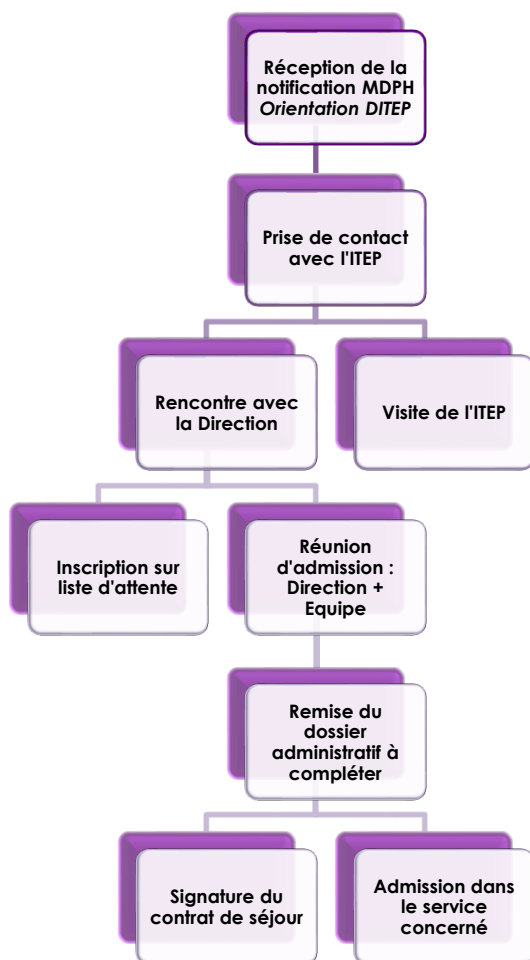 Réception de la
notification MDPH
Orientation DITEP
Prise de contact
avec l'ITEP
Rencontre avec
la Direction
Visite de l'ITEP
Inscription sur
liste d'attente
Réunion
d'admission :
Direction +
Equipe
Remise du
dossier
administratif à
compléter
Signature du
contrat de séjour
Admission dans
le service
concerné